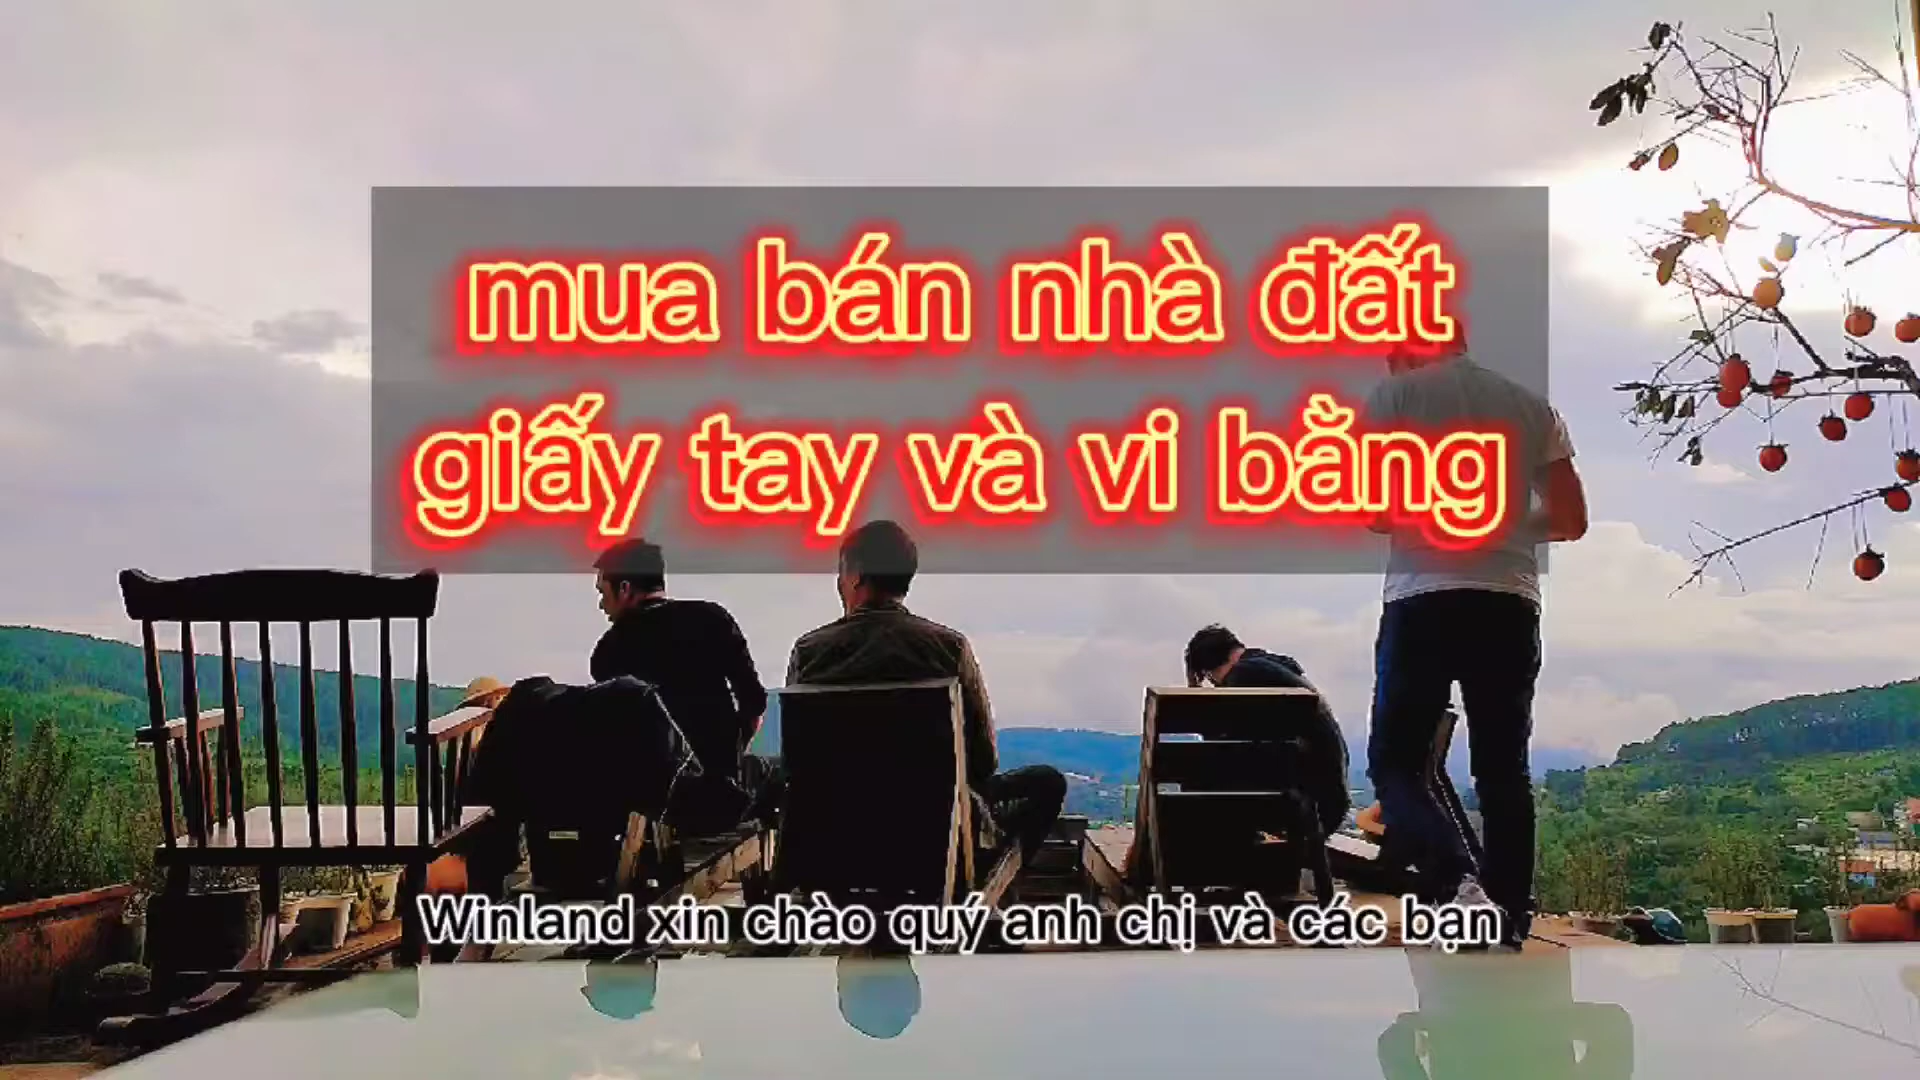 mua bán nhà đất
giấy tay và vi bằng
Winland xin chào quý anh chị và các bạn